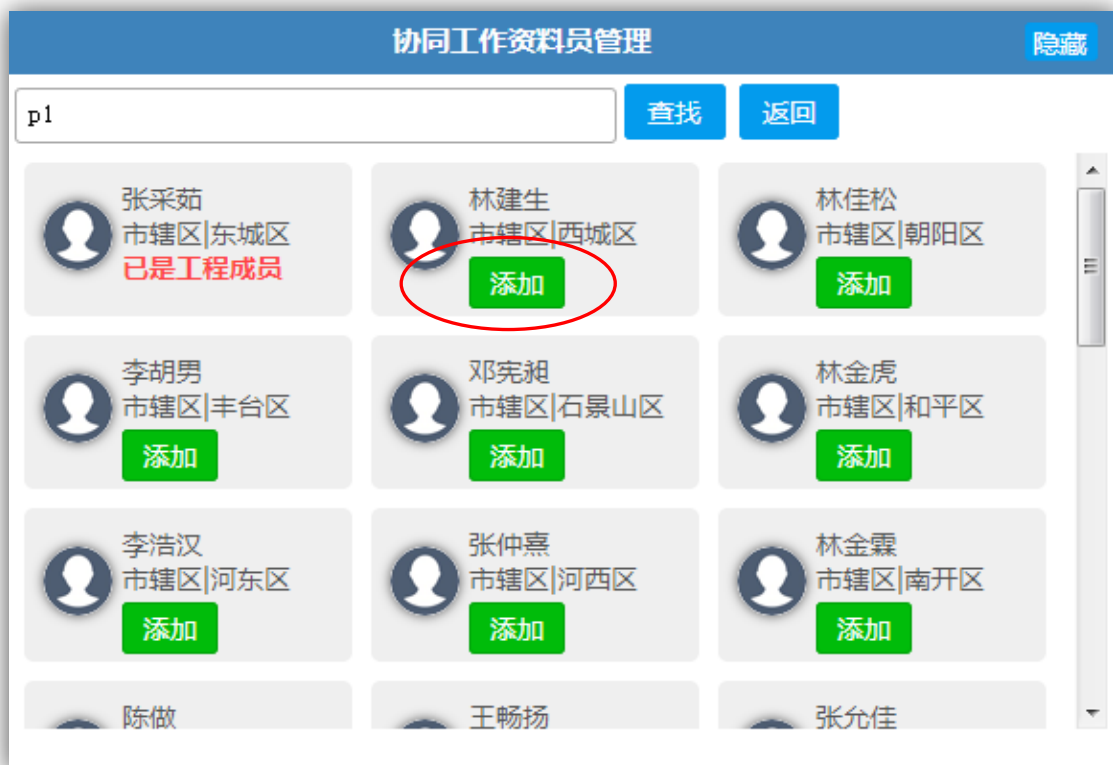 协同工作资料员管理
隐藏
p1
查找
返回
张采茹
市辖区|东城区
已是工程成员
林建生
市辖区|西城区
添加
林佳松
市辖区|朝阳区
添加
李胡男
市辖区|丰台区
添加
邓宪昶
市辖区|石景山区
添加
林金虎
市辖区|和平区
添加
李浩汉
市辖区|河东区
添加
张仲熹
市辖区|河西区
添加
林金霖
市辖区|南开区
添加
陈做
王畅扬
张允佳